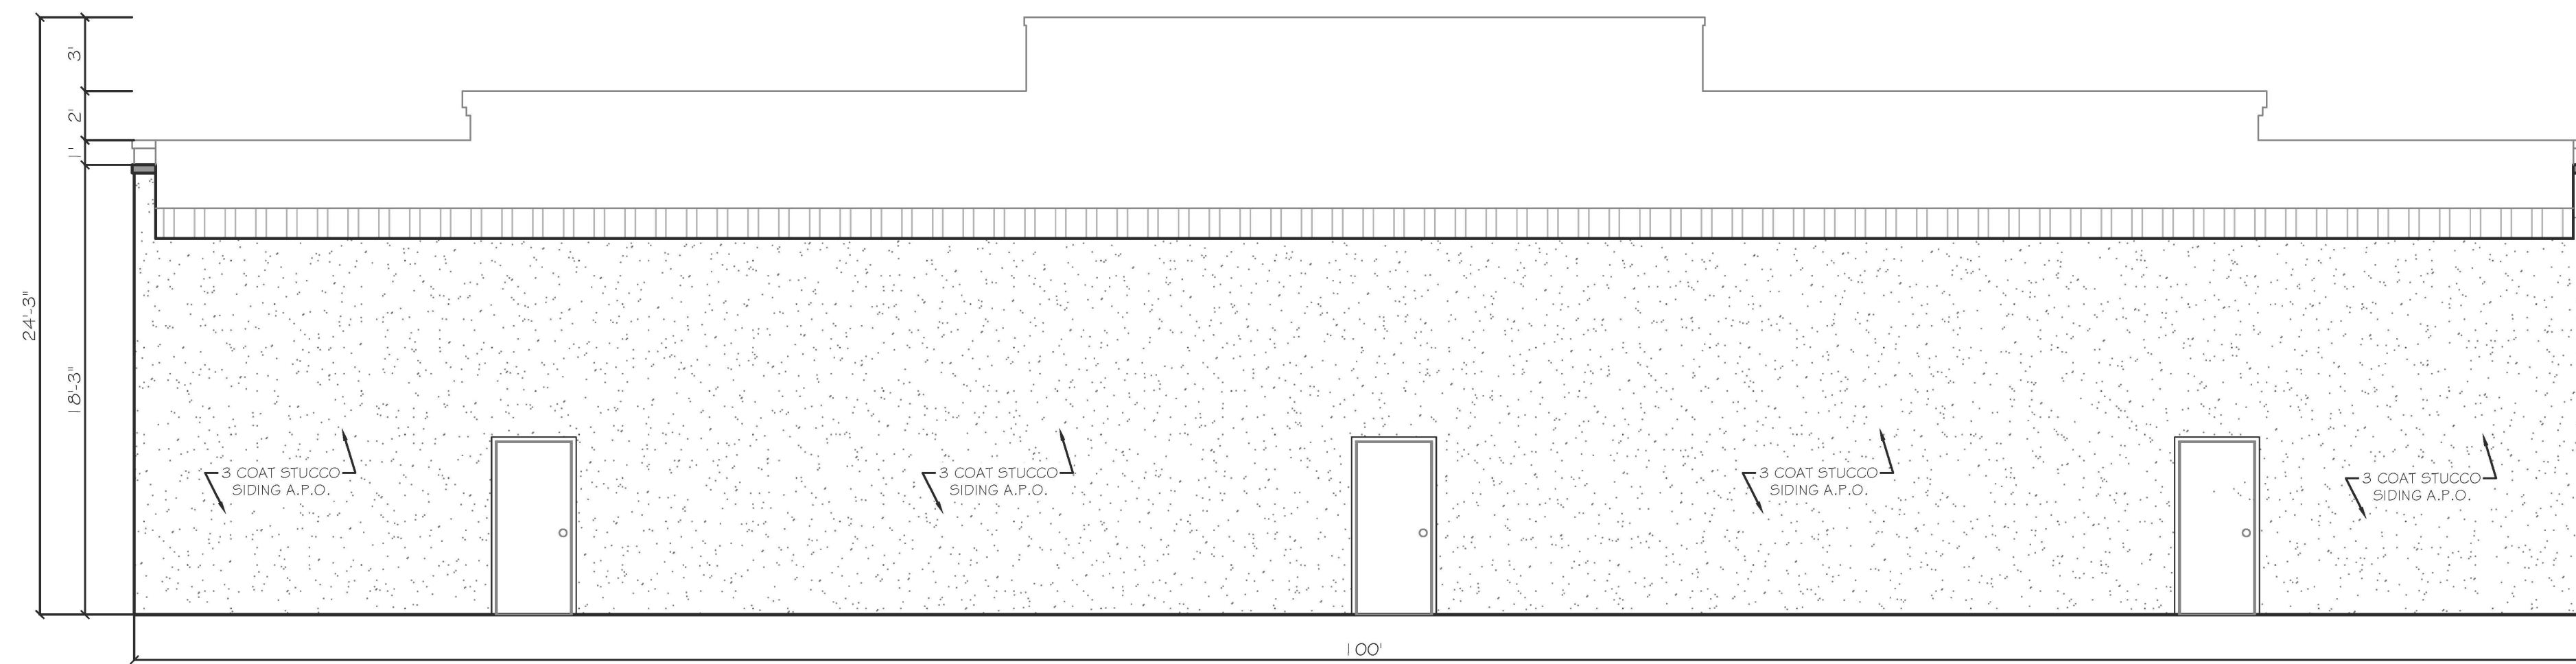 3'
2'
1'
24'-3"
18'-3"
3 COAT STUCCO
SIDING A.P.O.
3 COAT STUCCO
SIDING A.P.O.
3 COAT STUCCO
SIDING A.P.O.
3 COAT STUCCO
SIDING A.P.O.
100'